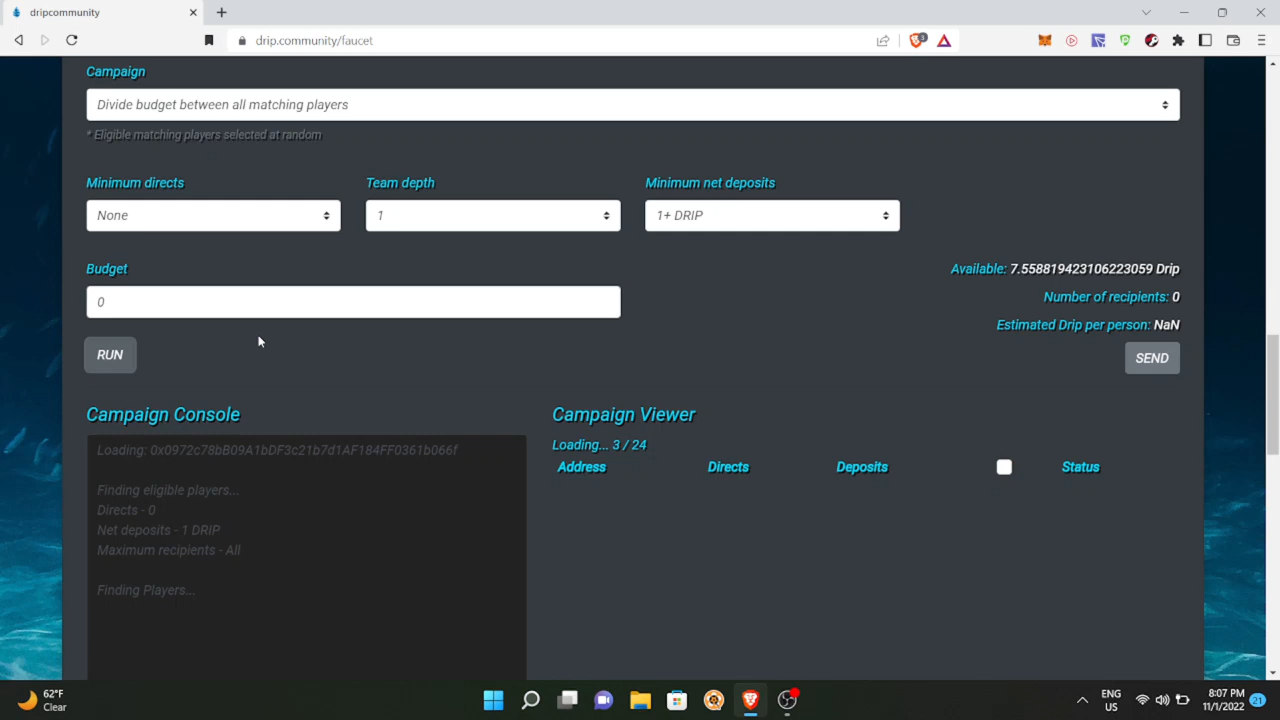 dripcommunity
drip.community/faucet
3
Campaign
Divide budget between all matching players
* Eligible matching players selected at random
Minimum directs
Team depth
Minimum net deposits
None
1
1+ DRIP
Budget
Available: 7.558819423106223059 Drip
0
Number of recipients: 0
Estimated Drip per person: NaN
RUN
SEND
Campaign Console
Campaign Viewer
Loading: 0x0972c78bB09A1bDF3c21b7d1AF184FF0361b066f
Loading... 3 / 24
Address
Directs
Deposits
Status
Finding eligible players...
Directs - 0
Net deposits - 1 DRIP
Maximum recipients - All
Finding Players...
62°F
Clear
ENG
US
8:07 PM
11/1/2022
21